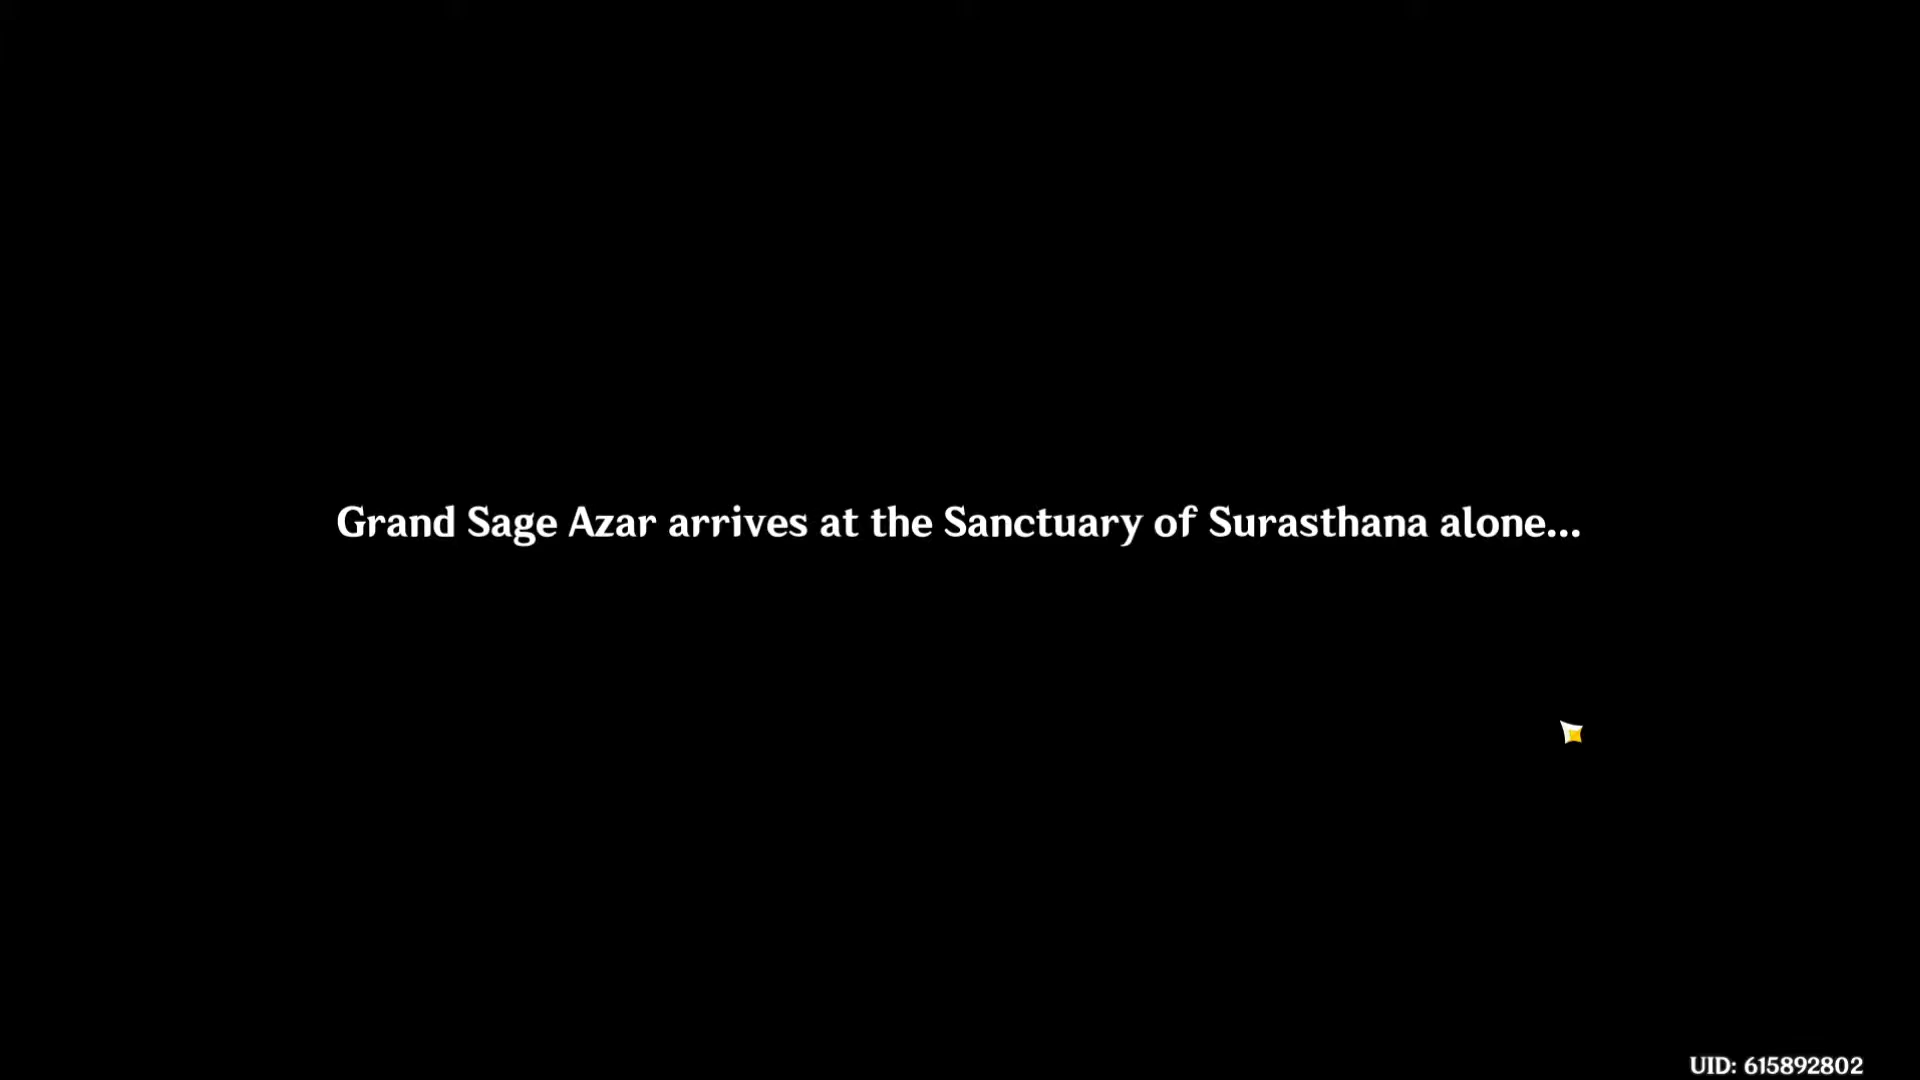 Grand Sage Azar arrives at the Sanctuary of Surasthana alone...
UID: 615892802